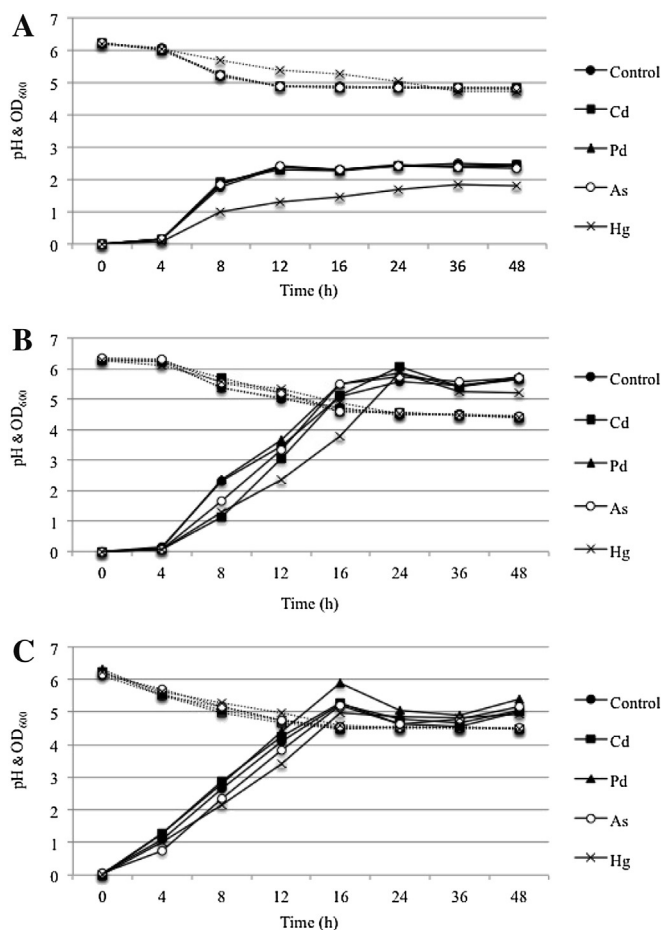 A
7
6
5
4
3
2
1
0
pH & OD600
0 4 8 12 16 24 36 48
Time (h)
Control
Cd
Pd
As
Hg
B
7
6
5
4
3
2
1
0
pH & OD600
0 4 8 12 16 24 36 48
Time (h)
Control
Cd
Pd
As
Hg
C
7
6
5
4
3
2
1
0
pH & OD600
0 4 8 12 16 24 36 48
Time (h)
Control
Cd
Pd
As
Hg